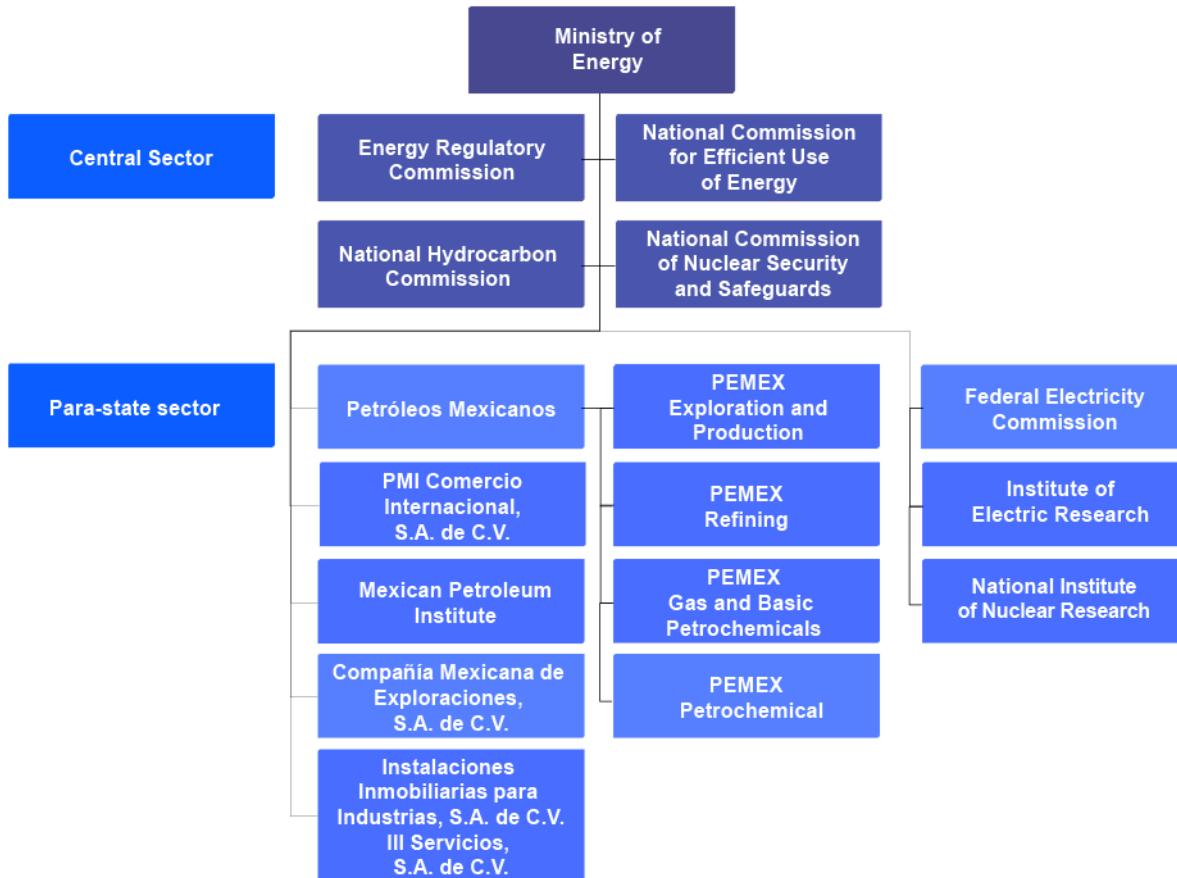 Ministry of
Energy
Central Sector
Energy Regulatory
Commission
National Commission
for Efficient Use
of Energy
National Hydrocarbon
Commission
National Commission
of Nuclear Security
and Safeguards
Para-state sector
Petróleos Mexicanos
PEMEX
Exploration and
Production
Federal Electricity
Commission
PMI Comercio
Internacional,
S.A. de C.V.
PEMEX
Refining
Institute of
Electric Research
Mexican Petroleum
Institute
PEMEX
Gas and Basic
Petrochemicals
National Institute
of Nuclear Research
Compañía Mexicana de
Exploraciones,
S.A. de C.V.
PEMEX
Petrochemical
Instalaciones
Inmobiliarias para
Industrias, S.A. de C.V.
III Servicios,
S.A. de C.V.